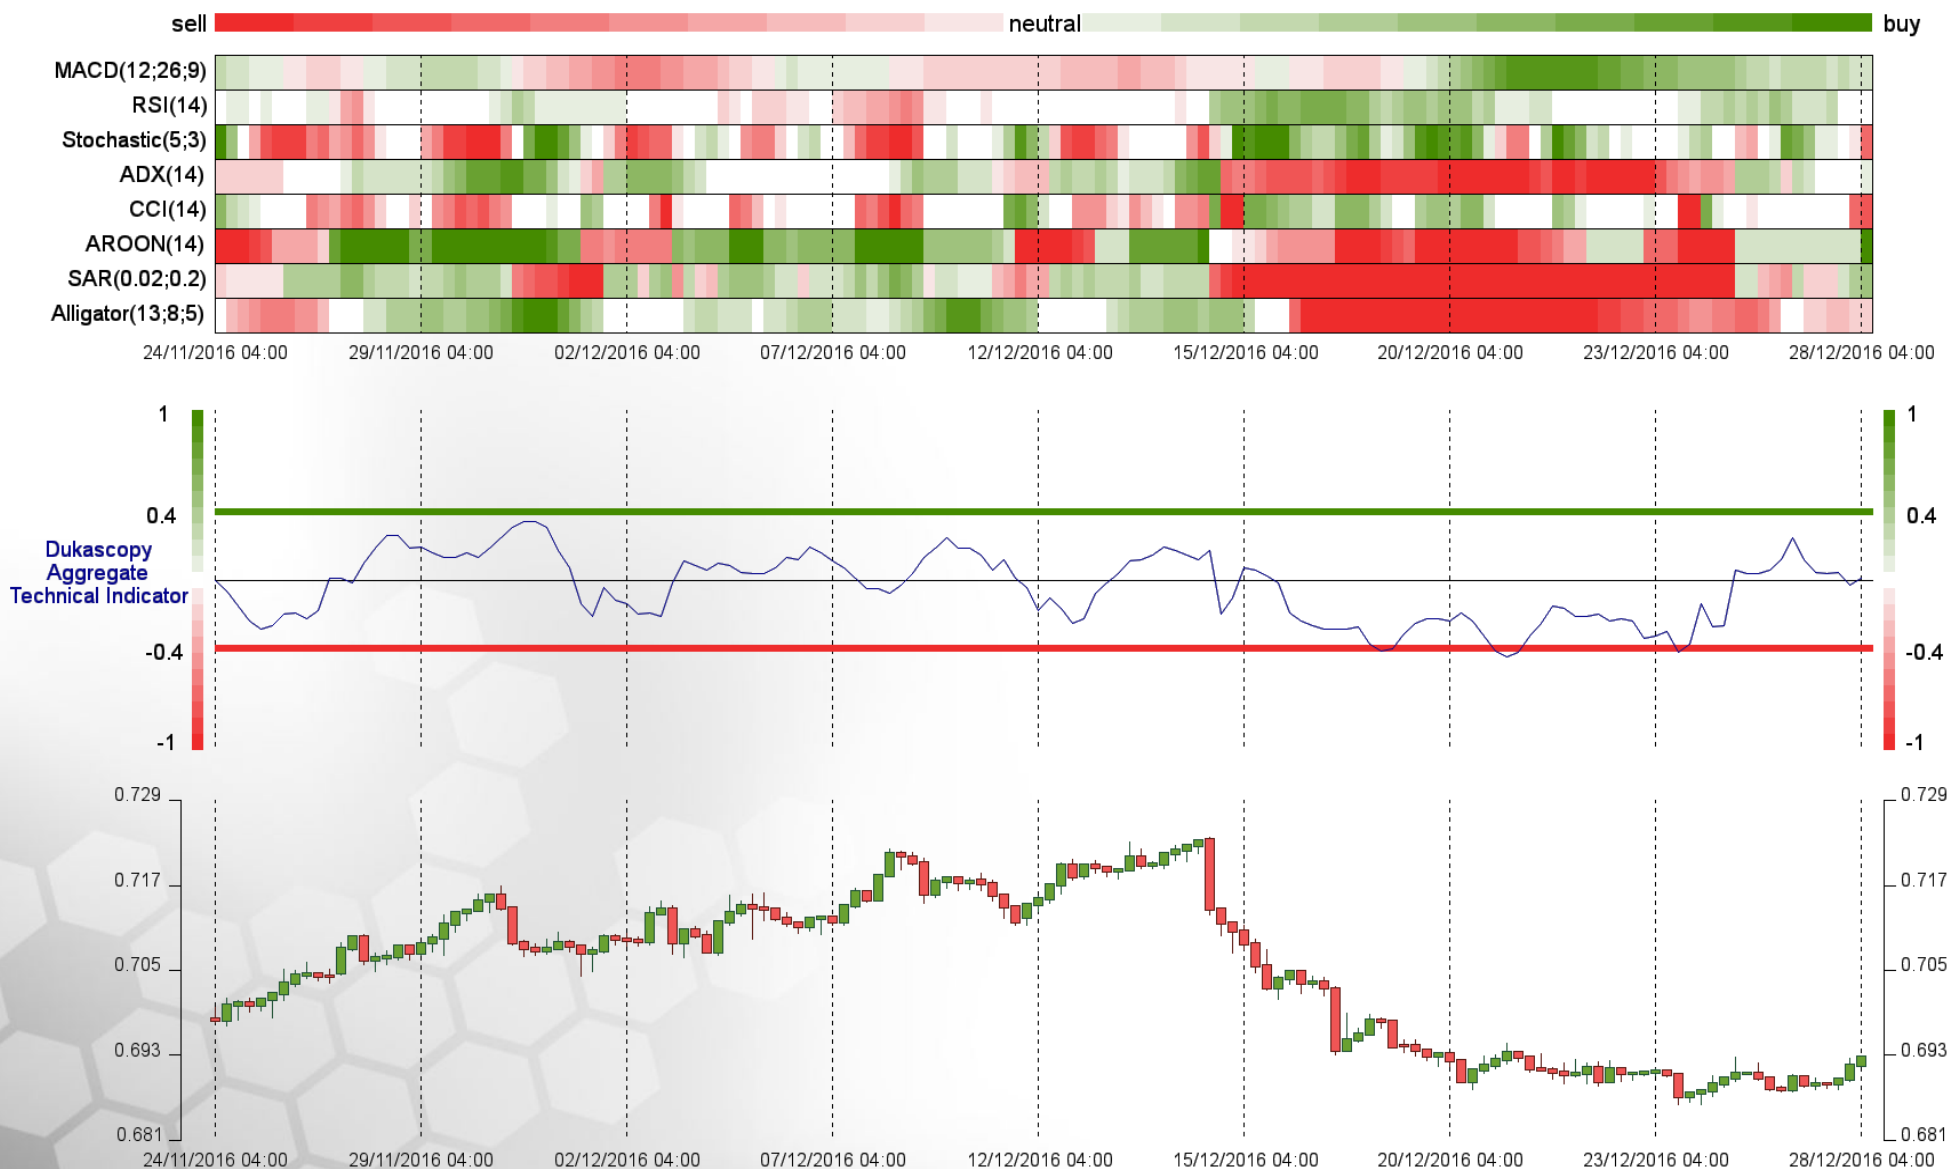 sell neutral buy
MACD(12;26;9)
RSI(14)
Stochastic(5;3)
ADX(14)
CCI(14)
AROON(14)
SAR(0.02;0.2)
Alligator(13;8;5)
24/11/2016 04:00 29/11/2016 04:00 02/12/2016 04:00 07/12/2016 04:00 12/12/2016 04:00 15/12/2016 04:00 20/12/2016 04:00 23/12/2016 04:00 28/12/2016 04:00
1 1
0.4 0.4
Dukascopy
Aggregate
Technical Indicator
-0.4 -0.4
-1 -1
0.729 0.729
0.717 0.717
0.705 0.705
0.693 0.693
0.681 0.681
24/11/2016 04:00 29/11/2016 04:00 02/12/2016 04:00 07/12/2016 04:00 12/12/2016 04:00 15/12/2016 04:00 20/12/2016 04:00 23/12/2016 04:00 28/12/2016 04:00